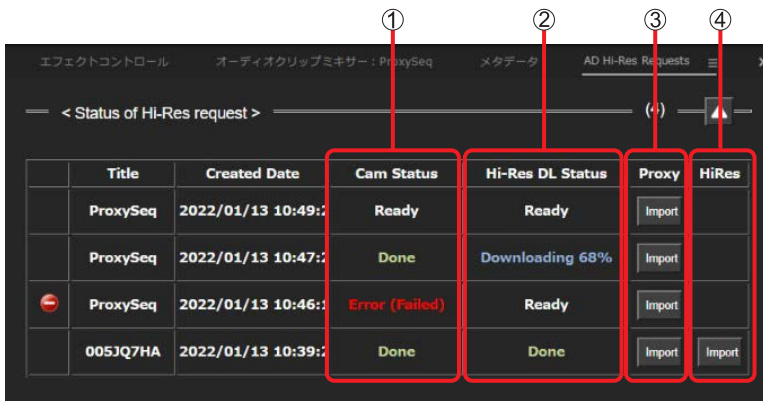 ① ② ③ ④
エフェクトコントロール オーディオクリップミキサー：ProxySeq メタデータ AD Hi-Res Requests
< Status of Hi-Res request > (4)
Title Created Date Cam Status Hi-Res DL Status Proxy HiRes
ProxySeq 2022/01/13 10:49:2 Ready Ready Import
ProxySeq 2022/01/13 10:47:2 Done Downloading 68% Import
ProxySeq 2022/01/13 10:46:1 Error (Failed) Ready Import
005JQ7HA 2022/01/13 10:39:2 Done Done Import Import